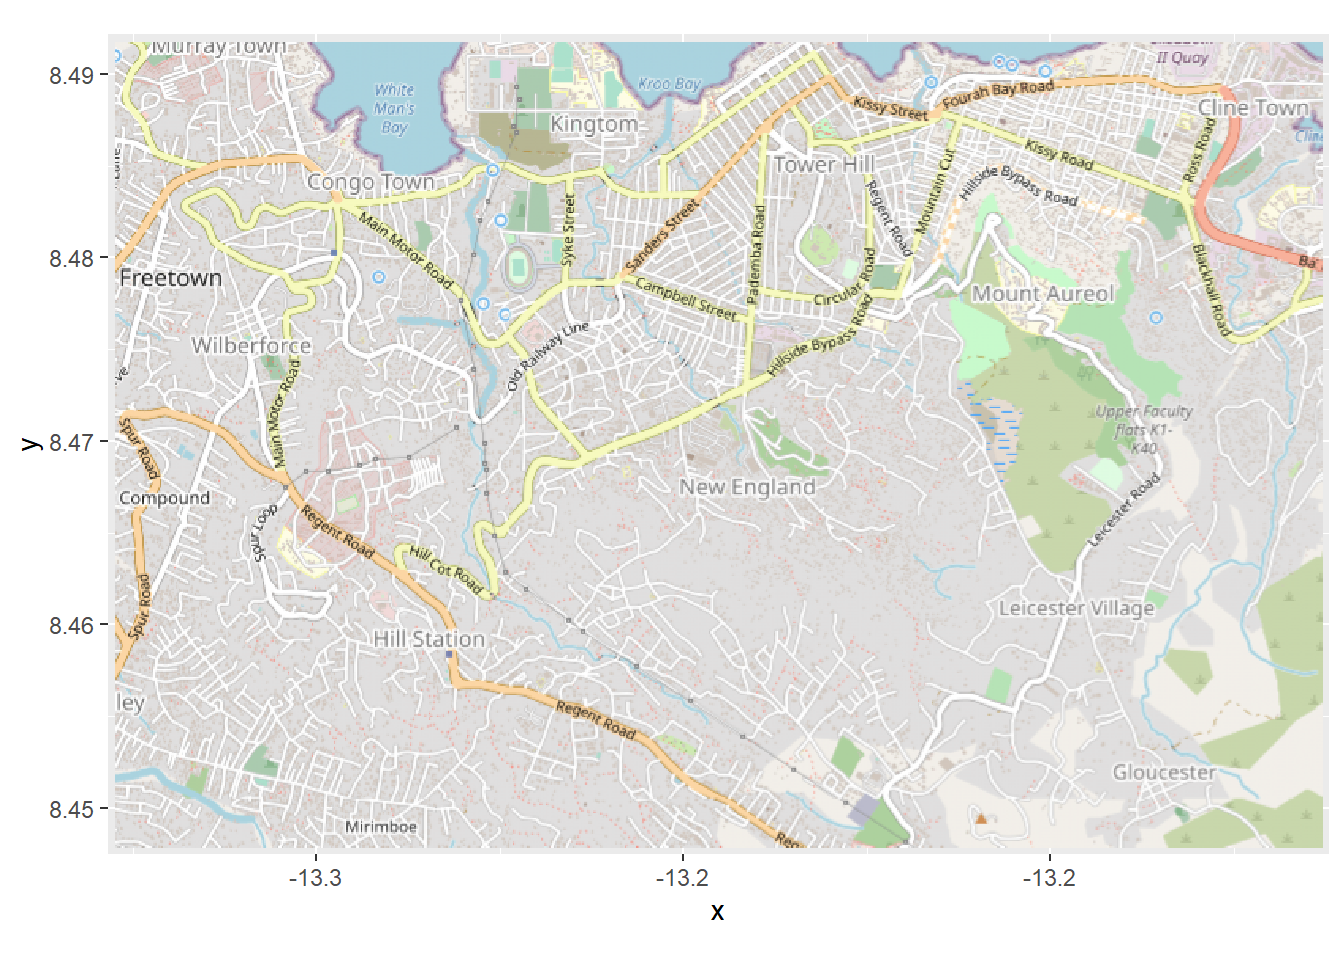 8.49
8.48
8.47
8.46
8.45
y
-13.3
-13.2
-13.2
x
Murray Town
White
Man's
Bay
Kroo Bay
II Quay
Kingtom
Kissy Street
Fourah Bay Road
Cline Town
Congo Town
Tower Hill
Kissy Road
Ross Road
Mountain Cut
Hillside Bypass Road
Regent Road
Main Motor Road
Syke Street
Sanders Street
Pademba Road
Circular Road
Freetown
Campbell Street
Mount Aureol
Blackhall Road
Ba
Wilberforce
Old Railway Line
Hillside Bypass Road
Main Motor Road
Spur Road
Upper Faculty
flats K1-
K40
New England
Compound
Spur Loop
Regent Road
Hill Cot Road
Leicester Road
Spur Road
Hill Station
Leicester Village
ley
Regent Road
Gloucester
Mirimboe
Reg